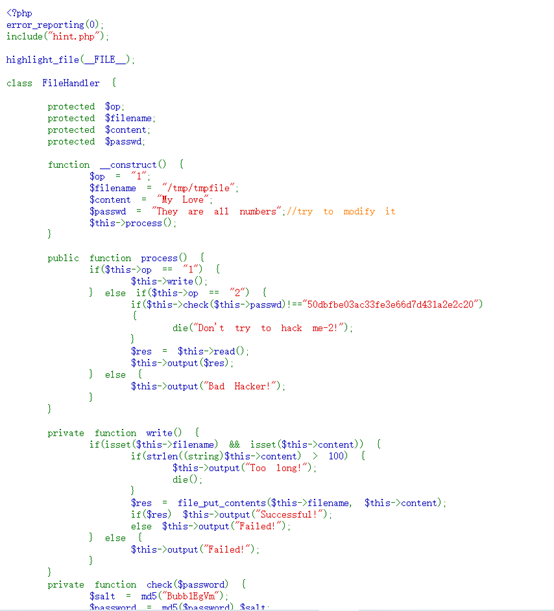 <?php
error_reporting(0);
include("hint.php");
highlight_file(__FILE__);
class FileHandler {
protected $op;
protected $filename;
protected $content;
protected $passwd;
function __construct() {
$op = "1";
$filename = "/tmp/tmpfile";
$content = "My Love";
$passwd = "They are all numbers";//try to modify it
$this->process();
}
public function process() {
if($this->op == "1") {
$this->write();
} else if($this->op == "2") {
if($this->check($this->passwd)!=="50dbfbe03ac33fe3e66d7d431a2e2c20")
{
die("Don't try to hack me-2!");
}
$res = $this->read();
$this->output($res);
} else {
$this->output("Bad Hacker!");
}
}
private function write() {
if(isset($this->filename) && isset($this->content)) {
if(strlen((string)$this->content) > 100) {
$this->output("Too long!");
die();
}
$res = file_put_contents($this->filename, $this->content);
if($res) $this->output("Successful!");
else $this->output("Failed!");
} else {
$this->output("Failed!");
}
}
private function check($password) {
$salt = md5("BubblEgVm");
$password = md5($password).$salt;